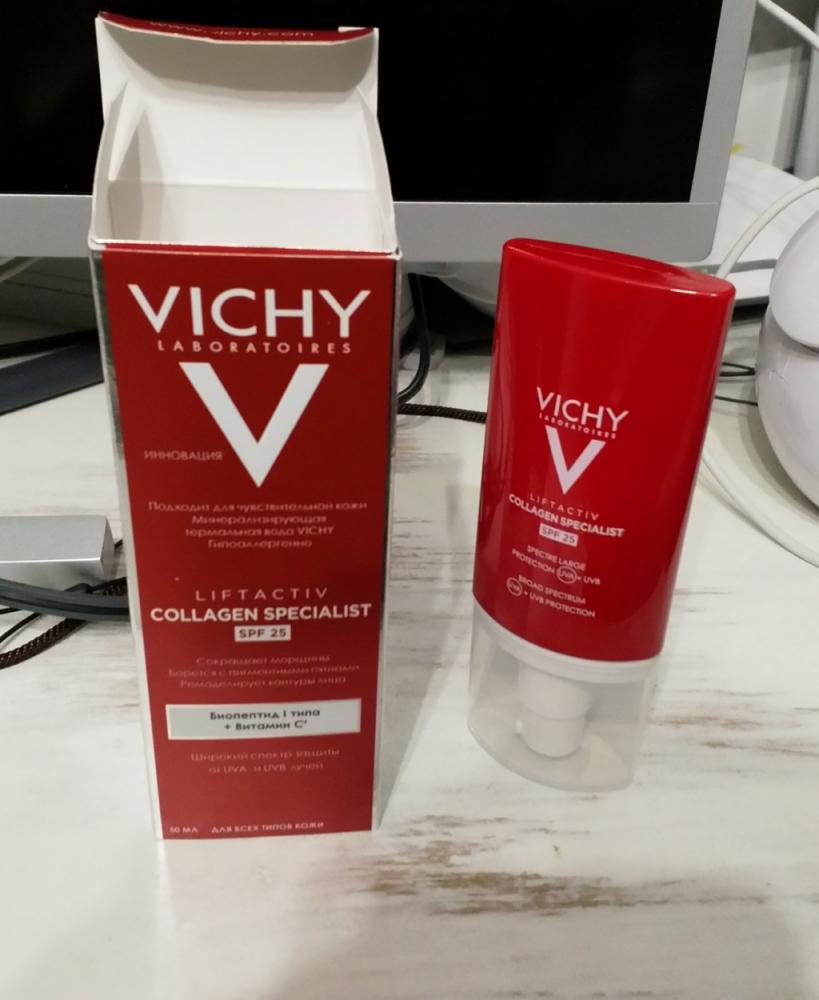 www.vichy.com
VICHY
LABORATOIRES
V
ИННОВАЦИЯ
Подходит для чувствительной кожи
Минерализирующая
термальная вода VICHY
Гипоаллергенно
LIFTACTIV
COLLAGEN SPECIALIST
SPF 25
Сокращает морщины
Борется с пигментными пятнами
Ремоделирует контуры лица
Биопептид I типа
+ Витамин С¹
Широкий спектр защиты
от UVA- и UVB-лучей
50 МЛ ДЛЯ ВСЕХ ТИПОВ КОЖИ
VICHY
LABORATOIRES
V
LIFTACTIV
COLLAGEN SPECIALIST
SPF 25
SPECTRE LARGE
PROTECTION UVA + UVB
BROAD SPECTRUM
UVA + UVB PROTECTION